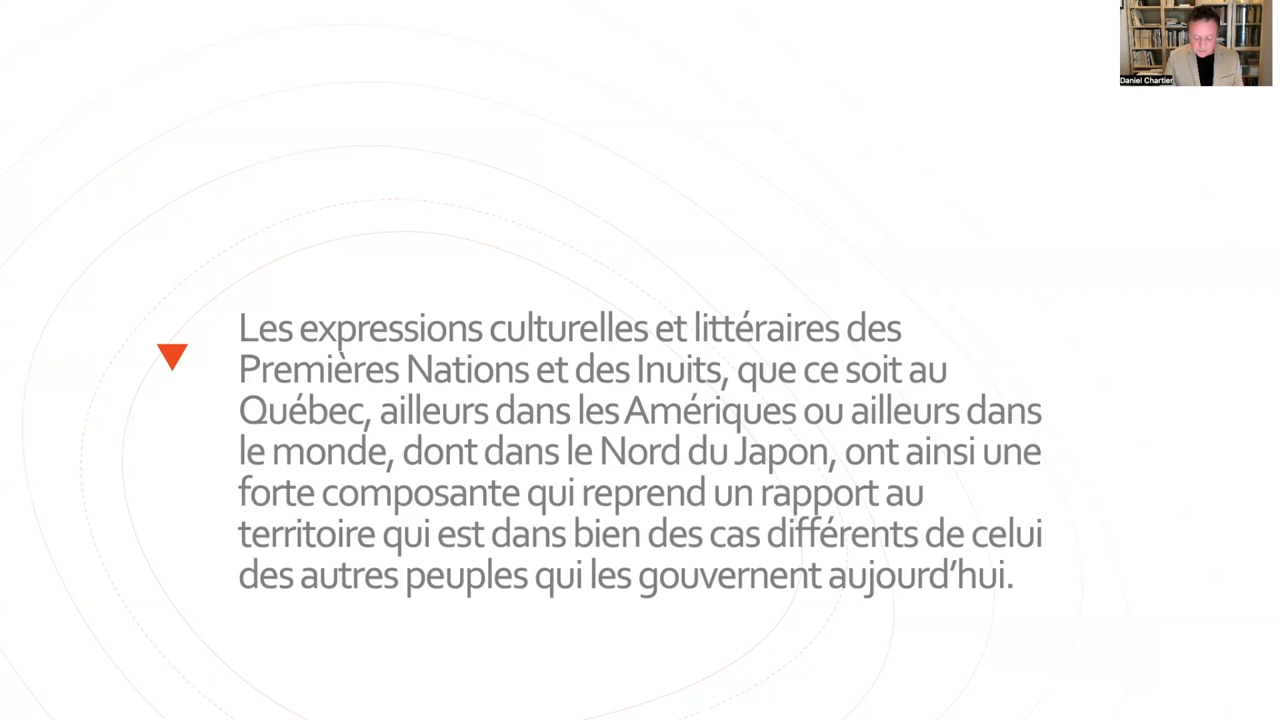 Daniel Chartier
Les expressions culturelles et littéraires des
Premières Nations et des Inuits, que ce soit au
Québec, ailleurs dans les Amériques ou ailleurs dans
le monde, dont dans le Nord du Japon, ont ainsi une
forte composante qui reprend un rapport au
territoire qui est dans bien des cas différents de celui
des autres peuples qui les gouvernent aujourd’hui.